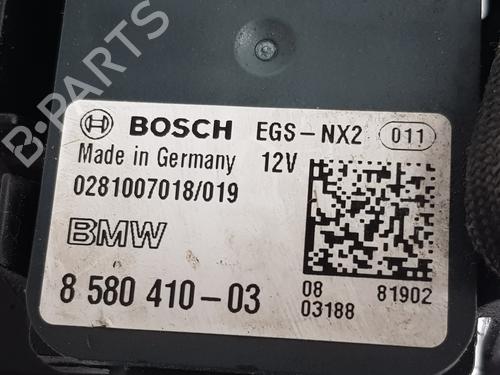 B-PARTS
BOSCH EGS-NX2 011
Made in Germany 12V
0281007018/019
BMW
8 580 410-03
08 81902
03188